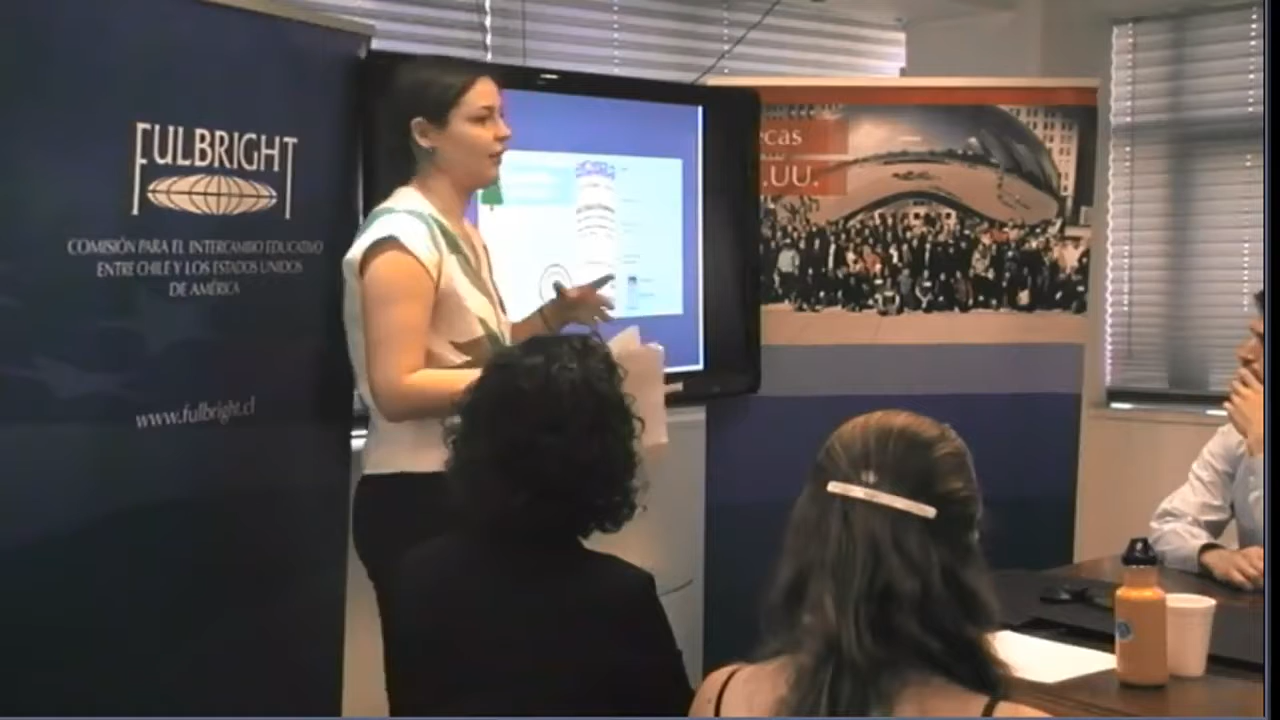 FULBRIGHT
COMISIÓN PARA EL INTERCAMBIO EDUCATIVO
ENTRE CHILE Y LOS ESTADOS UNIDOS
DE AMÉRICA
www.fulbright.cl
ecas
.UU.